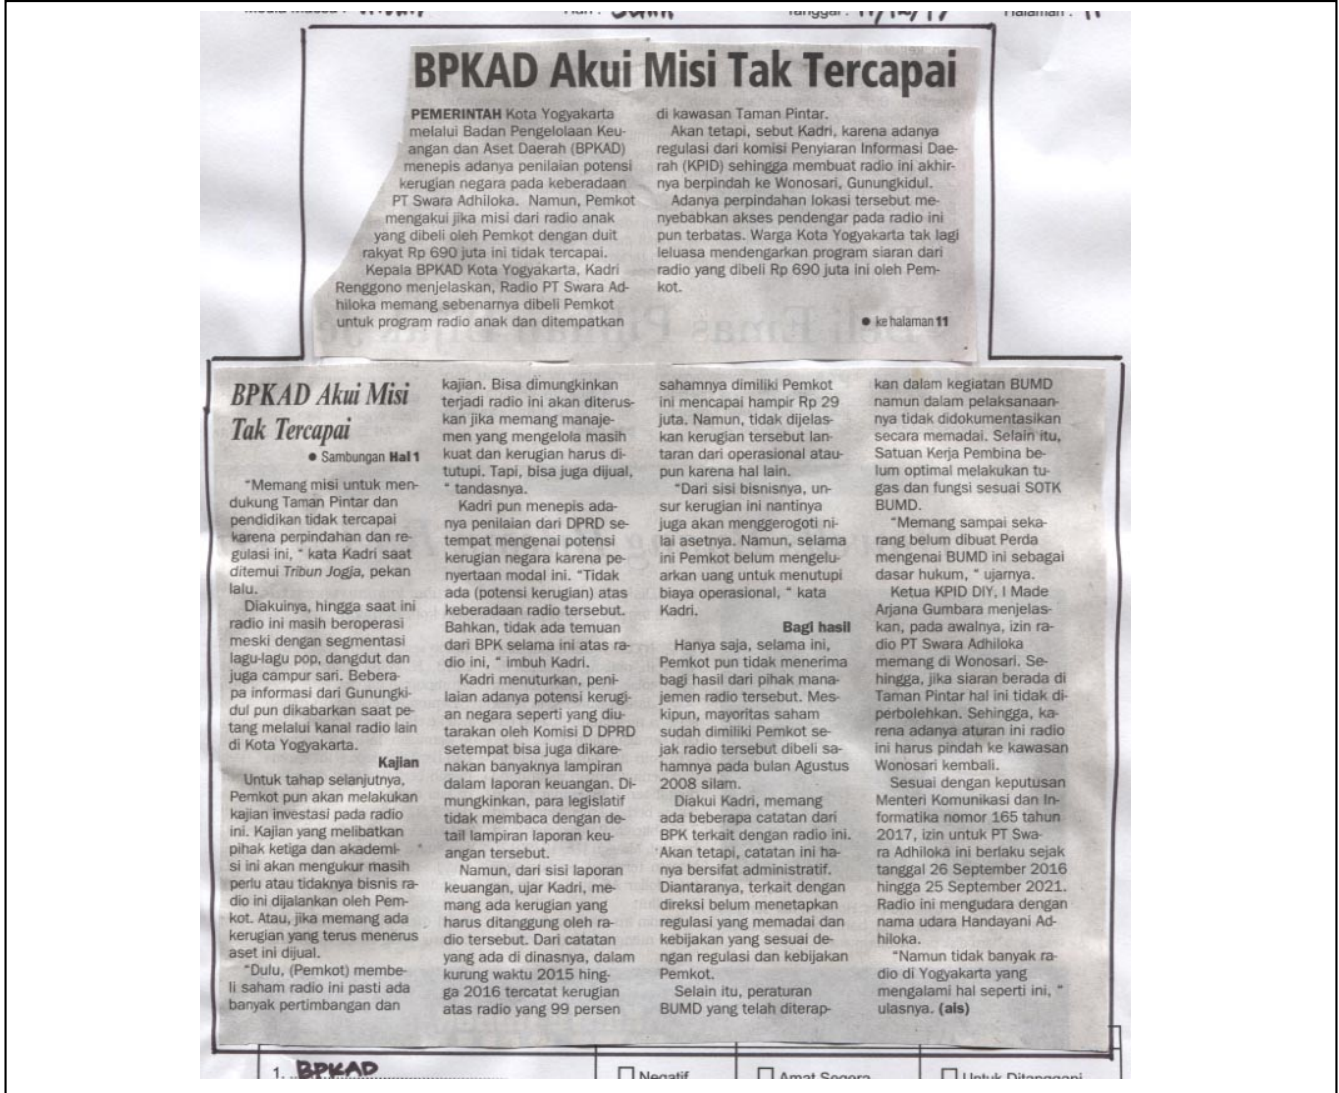 BPKAD Akui Misi Tak Tercapai
PEMERINTAH Kota Yogyakarta
melalui Badan Pengelolaan Keu-
angan dan Aset Daerah (BPKAD)
menepis adanya penilaian potensi
kerugian negara pada keberadaan
PT Swara Adhiloka. Namun, Pemkot
mengakui jika misi dari radio anak
yang dibeli oleh Pemkot dengan duit
rakyat Rp 690 juta ini tidak tercapai.
Kepala BPKAD Kota Yogyakarta, Kadri
Renggono menjelaskan, Radio PT Swara Ad-
hiloka memang sebenarnya dibeli Pemkot
untuk program radio anak dan ditempatkan
di kawasan Taman Pintar.
Akan tetapi, sebut Kadri, karena adanya
regulasi dari komisi Penyiaran Informasi Dae-
rah (KPID) sehingga membuat radio ini akhir-
nya berpindah ke Wonosari, Gunungkidul.
Adanya perpindahan lokasi tersebut me-
nyebabkan akses pendengar pada radio ini
pun terbatas. Warga Kota Yogyakarta tak lagi
leluasa mendengarkan program siaran dari
radio yang dibeli Rp 690 juta ini oleh Pem-
kot.
● ke halaman 11
BPKAD Akui Misi
Tak Tercapai
● Sambungan Hal 1
"Memang misi untuk men-
dukung Taman Pintar dan
pendidikan tidak tercapai
karena perpindahan dan re-
gulasi ini, " kata Kadri saat
ditemui Tribun Jogja, pekan
lalu.
Diakuinya, hingga saat ini
radio ini masih beroperasi
meski dengan segmentasi
lagu-lagu pop, dangdut dan
juga campur sari. Bebera-
pa informasi dari Gunungki-
dul pun dikabarkan saat pe-
tang melalui kanal radio lain
di Kota Yogyakarta.
Kajian
Untuk tahap selanjutnya,
Pemkot pun akan melakukan
kajian investasi pada radio
ini. Kajian yang melibatkan
pihak ketiga dan akademi-
si ini akan mengukur masih
perlu atau tidaknya bisnis ra-
dio ini dijalankan oleh Pem-
kot. Atau, jika memang ada
kerugian yang terus menerus
aset ini dijual.
"Dulu, (Pemkot) membe-
li saham radio ini pasti ada
banyak pertimbangan dan
kajian. Bisa dimungkinkan
terjadi radio ini akan diterus-
kan jika memang manaje-
men yang mengelola masih
kuat dan kerugian harus di-
tutupi. Tapi, bisa juga dijual,
" tandasnya.
Kadri pun menepis ada-
nya penilaian dari DPRD se-
tempat mengenai potensi
kerugian negara karena pe-
nyertaan modal ini. "Tidak
ada (potensi kerugian) atas
keberadaan radio tersebut.
Bahkan, tidak ada temuan
dari BPK selama ini atas ra-
dio ini, " imbuh Kadri.
Kadri menuturkan, peni-
laian adanya potensi kerugi-
an negara seperti yang diu-
tarakan oleh Komisi D DPRD
setempat bisa juga dikare-
nakan banyaknya lampiran
dalam laporan keuangan. Di-
mungkinkan, para legislatif
tidak membaca dengan de-
tail lampiran laporan keu-
angan tersebut.
Namun, dari sisi laporan
keuangan, ujar Kadri, me-
mang ada kerugian yang
harus ditanggung oleh ra-
dio tersebut. Dari catatan
yang ada di dinasnya, dalam
kurung waktu 2015 hing-
ga 2016 tercatat kerugian
atas radio yang 99 persen
sahamnya dimiliki Pemkot
ini mencapai hampir Rp 29
juta. Namun, tidak dijelas-
kan kerugian tersebut lan-
taran dari operasional atau-
pun karena hal lain.
"Dari sisi bisnisnya, un-
sur kerugian ini nantinya
juga akan menggerogoti ni-
lai asetnya. Namun, selama
ini Pemkot belum mengelu-
arkan uang untuk menutupi
biaya operasional, " kata
Kadri.
Bagi hasil
Hanya saja, selama ini,
Pemkot pun tidak menerima
bagi hasil dari pihak mana-
jemen radio tersebut. Mes-
kipun, mayoritas saham
sudah dimiliki Pemkot se-
jak radio tersebut dibeli sa-
hamnya pada bulan Agustus
2008 silam.
Diakui Kadri, memang
ada beberapa catatan dari
BPK terkait dengan radio ini.
Akan tetapi, catatan ini ha-
nya bersifat administratif.
Diantaranya, terkait dengan
direksi belum menetapkan
regulasi yang memadai dan
kebijakan yang sesuai de-
ngan regulasi dan kebijakan
Pemkot.
Selain itu, peraturan
BUMD yang telah diterap-
kan dalam kegiatan BUMD
namun dalam pelaksanaan-
nya tidak didokumentasikan
secara memadai. Selain itu,
Satuan Kerja Pembina be-
lum optimal melakukan tu-
gas dan fungsi sesuai SOTK
BUMD.
"Memang sampai seka-
rang belum dibuat Perda
mengenai BUMD ini sebagai
dasar hukum, " ujarnya.
Ketua KPID DIY, I Made
Arjana Gumbara menjelas-
kan, pada awalnya, izin ra-
dio PT Swara Adhiloka
memang di Wonosari. Se-
hingga, jika siaran berada di
Taman Pintar hal ini tidak di-
perbolehkan. Sehingga, ka-
rena adanya aturan ini radio
ini harus pindah ke kawasan
Wonosari kembali.
Sesuai dengan keputusan
Menteri Komunikasi dan In-
formatika nomor 165 tahun
2017, izin untuk PT Swa-
ra Adhiloka ini berlaku sejak
tanggal 26 September 2016
hingga 25 September 2021.
Radio ini mengudara dengan
nama udara Handayani Ad-
hiloka.
"Namun tidak banyak ra-
dio di Yogyakarta yang
mengalami hal seperti ini, "
ulasnya. (ais)
1. BPKAD
Negatif
Amat Segera
Untuk Ditangani